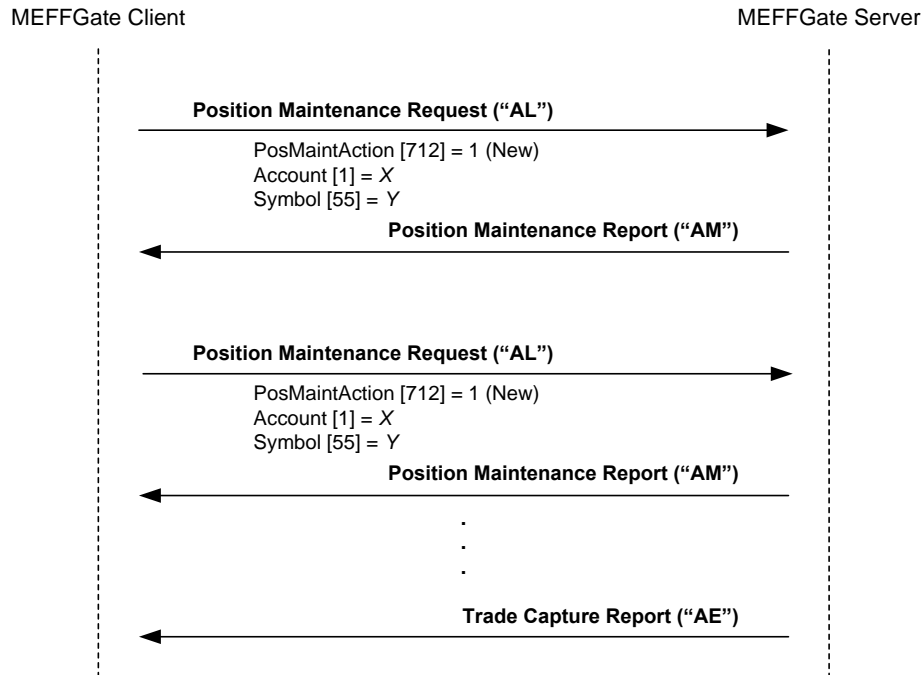 MEFFGate Client
MEFFGate Server
Position Maintenance Request (“AL”)
PosMaintAction [712] = 1 (New)
Account [1] = X
Symbol [55] = Y
Position Maintenance Report (“AM”)
Position Maintenance Request (“AL”)
PosMaintAction [712] = 1 (New)
Account [1] = X
Symbol [55] = Y
Position Maintenance Report (“AM”)
.
.
.
Trade Capture Report (“AE”)